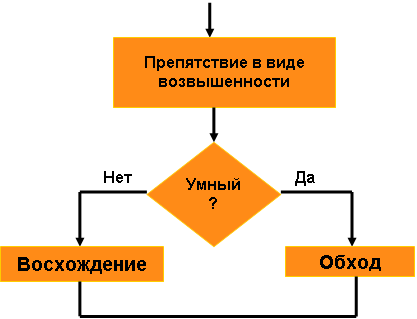 Препятствие в виде
возвышенности
Нет
Умный
?
Да
Восхождение
Обход